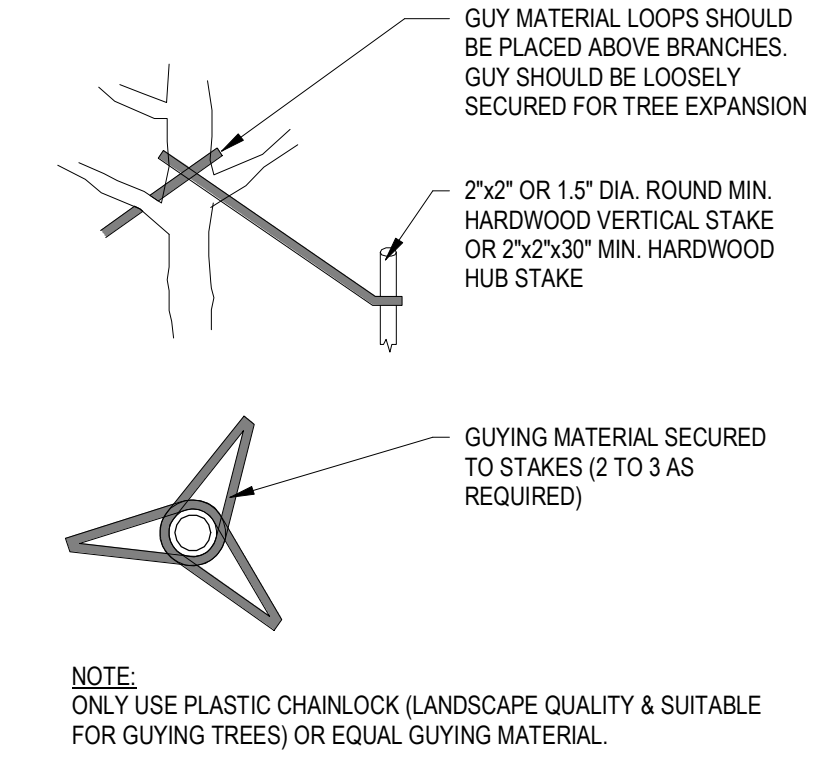 GUY MATERIAL LOOPS SHOULD
BE PLACED ABOVE BRANCHES.
GUY SHOULD BE LOOSELY
SECURED FOR TREE EXPANSION
2"x2" OR 1.5" DIA. ROUND MIN.
HARDWOOD VERTICAL STAKE
OR 2"x2"x30" MIN. HARDWOOD
HUB STAKE
GUYING MATERIAL SECURED
TO STAKES (2 TO 3 AS
REQUIRED)
NOTE:
ONLY USE PLASTIC CHAINLOCK (LANDSCAPE QUALITY & SUITABLE
FOR GUYING TREES) OR EQUAL GUYING MATERIAL.